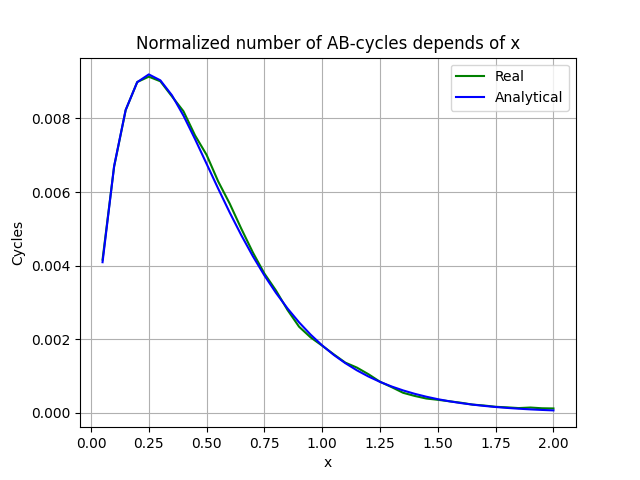 Normalized number of AB-cycles depends of x
Real
Analytical
0.008
0.006
0.004
0.002
0.000
Cycles
0.00 0.25 0.50 0.75 1.00 1.25 1.50 1.75 2.00
x